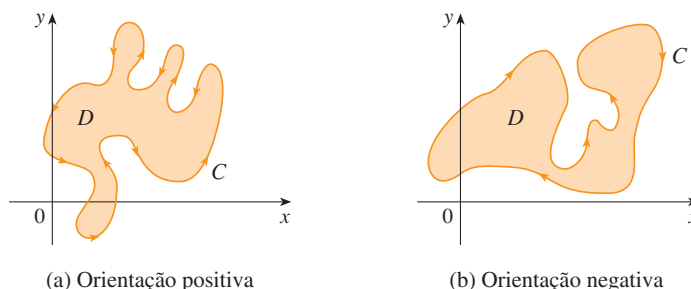 y
D
C
0
x
(a) Orientação positiva
y
C
D
0
x
(b) Orientação negativa